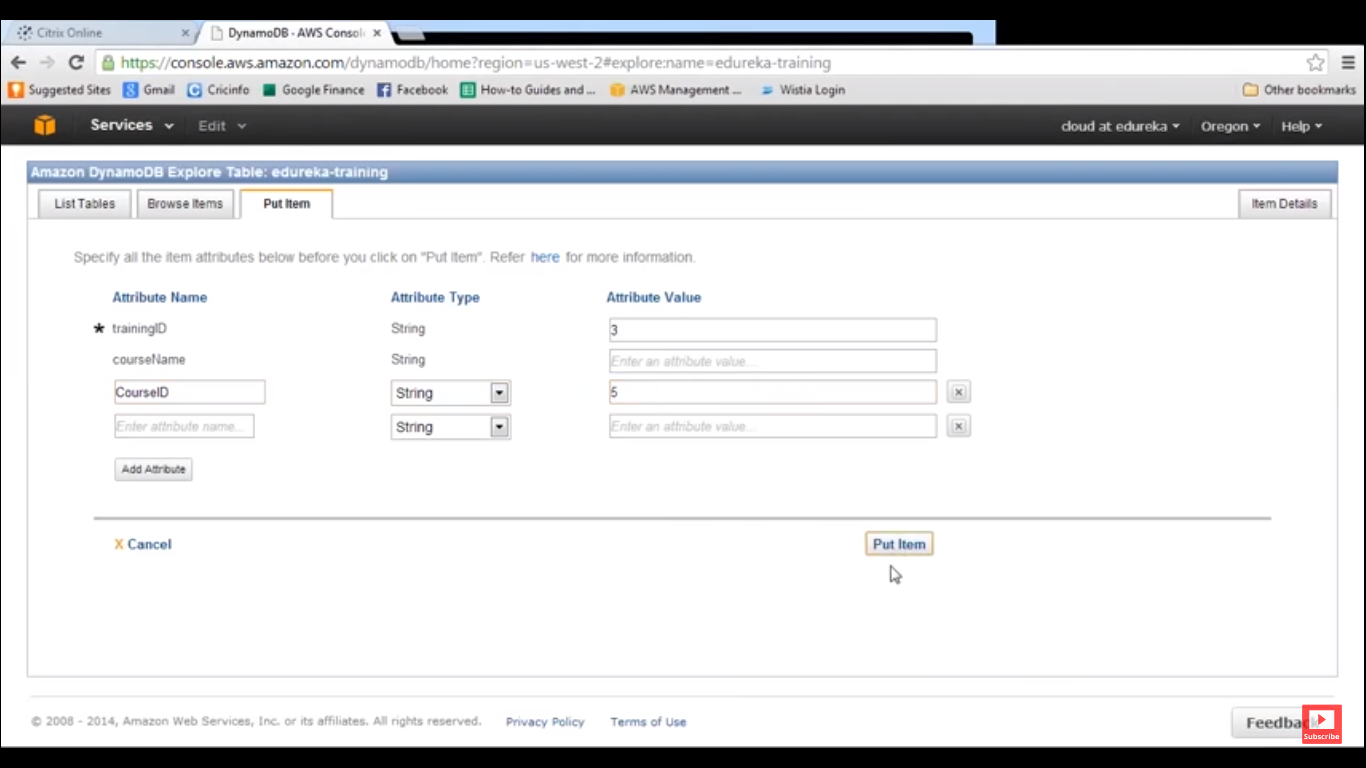 Citrix Online
DynamoDB - AWS Consol
https://console.aws.amazon.com/dynamodb/home?region=us-west-2#explore:name=edureka-training
Suggested Sites Gmail Cricinfo Google Finance Facebook How-to Guides and ... AWS Management ... Wistia Login Other bookmarks
Services Edit cloud at edureka Oregon Help
Amazon DynamoDB Explore Table: edureka-training
List Tables Browse Items Put Item Item Details
Specify all the item attributes below before you click on "Put Item". Refer here for more information.
Attribute Name Attribute Type Attribute Value
* trainingID String 3
courseName String Enter an attribute value...
CourseID String 5
Enter attribute name... String Enter an attribute value...
Add Attribute
X Cancel Put Item
© 2008 - 2014, Amazon Web Services, Inc. or its affiliates. All rights reserved. Privacy Policy Terms of Use Feedba
Subscribe